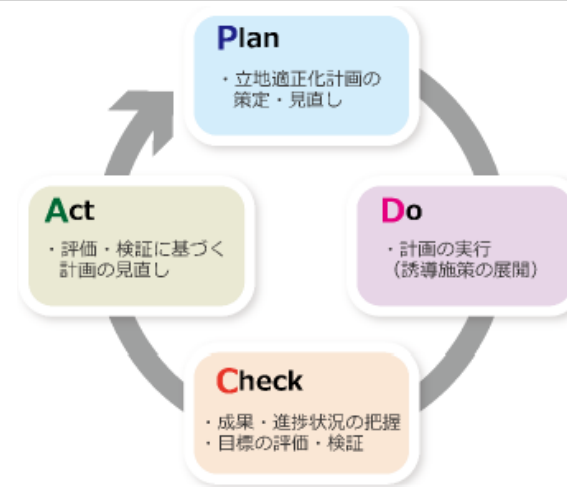 Plan
・立地適正化計画の
策定・見直し
Do
・計画の実行
（誘導施策の展開）
Check
・成果・進捗状況の把握
・目標の評価・検証
Act
・評価・検証に基づく
計画の見直し